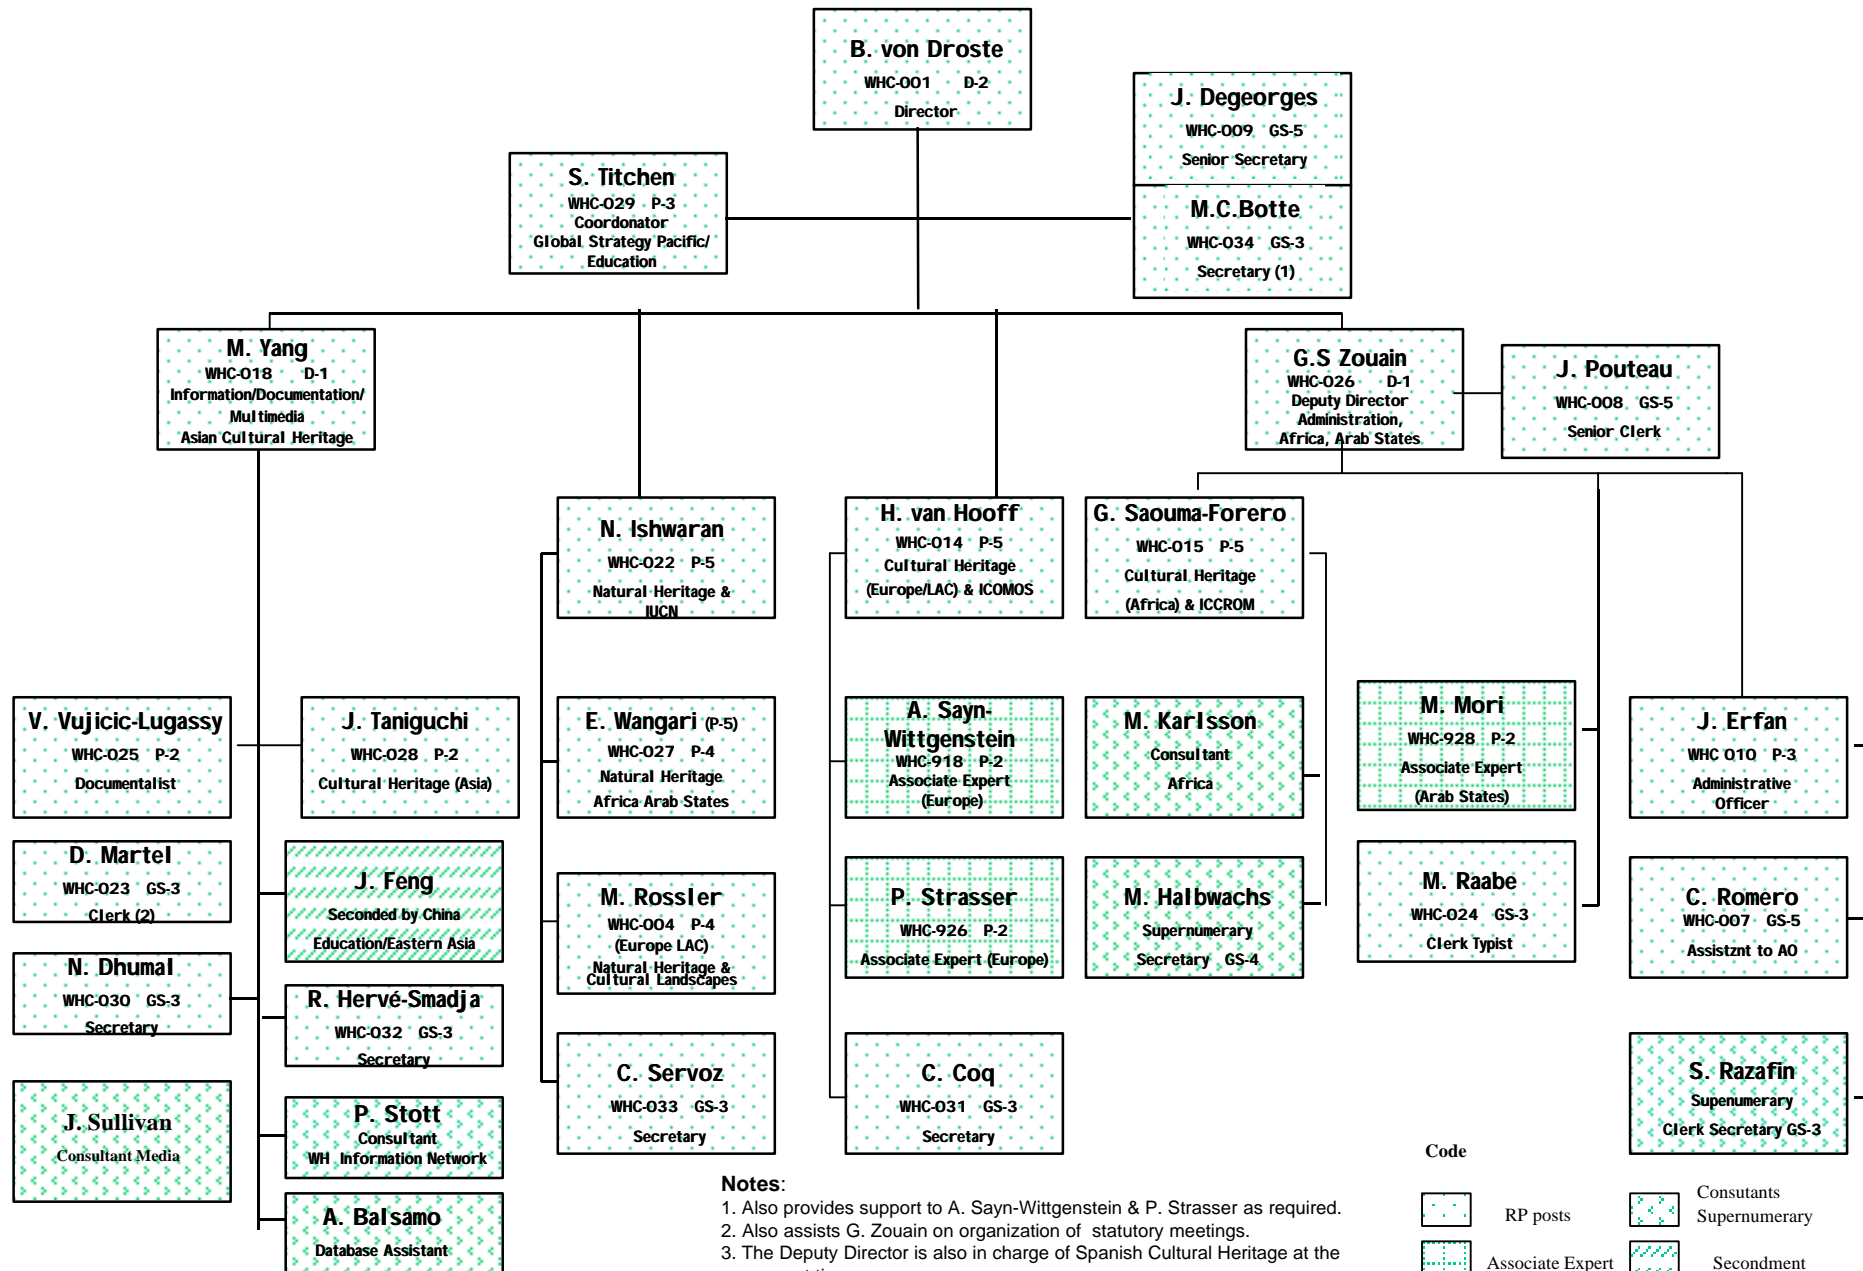 B. von Droste
WHC-001 D-2
Director
J. Degeorges
WHC-009 GS-5
Senior Secretary
S. Titchen
WHC-029 P-3
Coordonator
Global Strategy Pacific/
Education
M.C.Botte
WHC-034 GS-3
Secretary (1)
M. Yang
WHC-018 D-1
Information/Documentation/
Multimedia
Asian Cultural Heritage
G.S Zouain
WHC-026 D-1
Deputy Director
Administration,
Africa, Arab States
J. Pouteau
WHC-008 GS-5
Senior Clerk
N. Ishwaran
WHC-022 P-5
Natural Heritage &
IUCN
H. van Hooff
WHC-014 P-5
Cultural Heritage
(Europe/LAC) & ICOMOS
G. Saouma-Forero
WHC-015 P-5
Cultural Heritage
(Africa) & ICCROM
V. Vujicic-Lugassy
WHC-025 P-2
Documentalist
J. Taniguchi
WHC-028 P-2
Cultural Heritage (Asia)
E. Wangari (P-5)
WHC-027 P-4
Natural Heritage
Africa Arab States
A. Sayn-
Wittgenstein
WHC-918 P-2
Associate Expert
(Europe)
M. Karlsson
Consultant
Africa
M. Mori
WHC-928 P-2
Associate Expert
(Arab States)
J. Erfan
WHC 010 P-3
Administrative
Officer
D. Martel
WHC-023 GS-3
Clerk (2)
J. Feng
Seconded by China
Education/Eastern Asia
M. Rossler
WHC-004 P-4
(Europe LAC)
Natural Heritage &
Cultural Landscapes
P. Strasser
WHC-926 P-2
Associate Expert (Europe)
M. Halbwachs
Supernumerary
Secretary GS-4
M. Raabe
WHC-024 GS-3
Clerk Typist
C. Romero
WHC-007 GS-5
Assistznt to AO
N. Dhumal
WHC-030 GS-3
Secretary
R. Hervé-Smadja
WHC-032 GS-3
Secretary
C. Servoz
WHC-033 GS-3
Secretary
C. Coq
WHC-031 GS-3
Secretary
S. Razafin
Supenumerary
Clerk Secretary GS-3
J. Sullivan
Consultant Media
P. Stott
Consultant
WH Information Network
A. Balsamo
Database Assistant
Notes:
1. Also provides support to A. Sayn-Wittgenstein & P. Strasser as required.
2. Also assists G. Zouain on organization of statutory meetings.
3. The Deputy Director is also in charge of Spanish Cultural Heritage at the
Code
RP posts
Consutants
Supernumerary
Associate Expert
Secondment